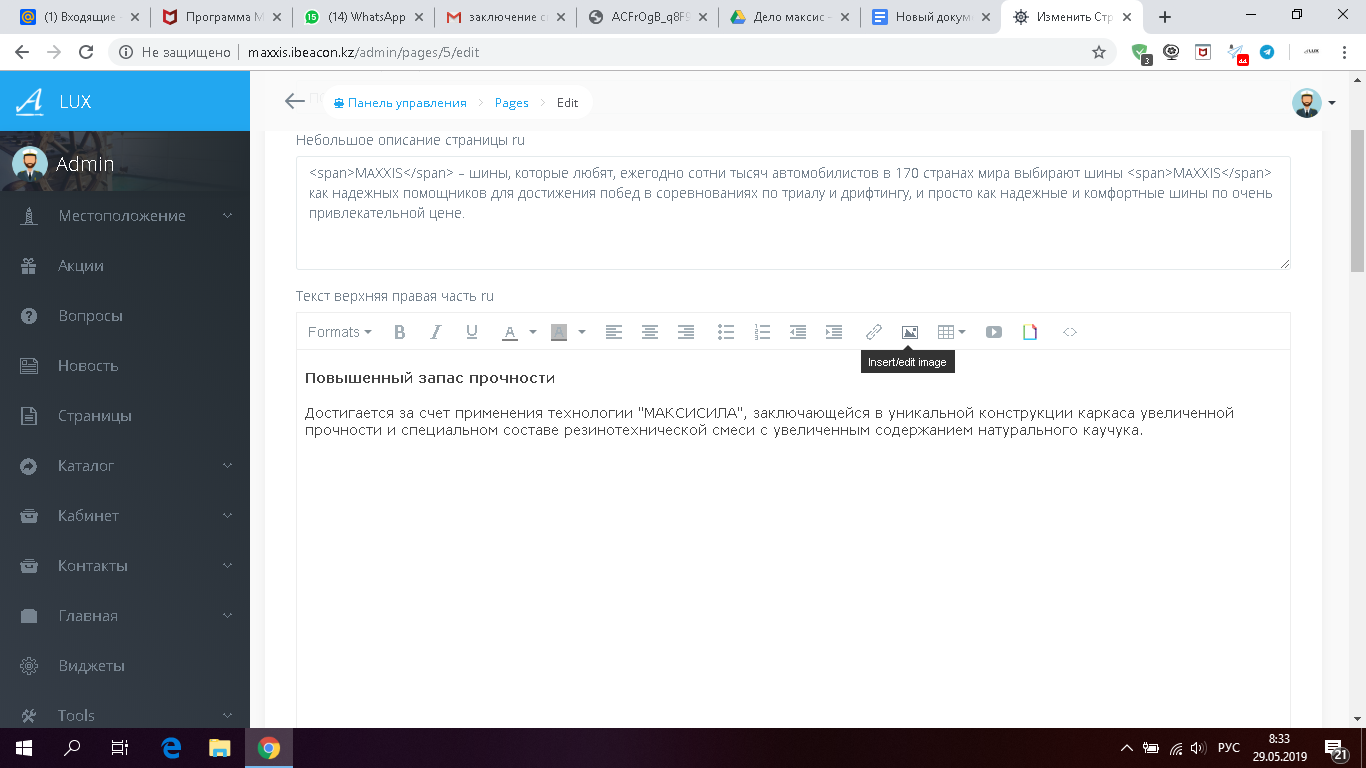 (1) Входящие -
Программа М
(14) WhatsApp
заключение с
ACFrOgB_q8F
Дело максис -
Новый докум
Изменить Стр
Не защищено | maxxis.ibeacon.kz/admin/pages/5/edit
3
44
LUX
Панель управления
Pages
Edit
Admin
Местоположение
Акции
Вопросы
Новость
Страницы
Каталог
Кабинет
Контакты
Главная
Виджеты
Tools
Небольшое описание страницы ru
<span>MAXXIS</span> – шины, которые любят, ежегодно сотни тысяч автомобилистов в 170 странах мира выбирают шины <span>MAXXIS</span>
как надежных помощников для достижения побед в соревнованиях по триалу и дрифтингу, и просто как надежные и комфортные шины по очень
привлекательной цене.
Текст верхняя правая часть ru
Formats
B I U A A
Insert/edit image
Повышенный запас прочности
Достигается за счет применения технологии "МАКСИСИЛА", заключающейся в уникальной конструкции каркаса увеличенной
прочности и специальном составе резинотехнической смеси с увеличенным содержанием натурального каучука.
РУС
8:33
29.05.2019
21